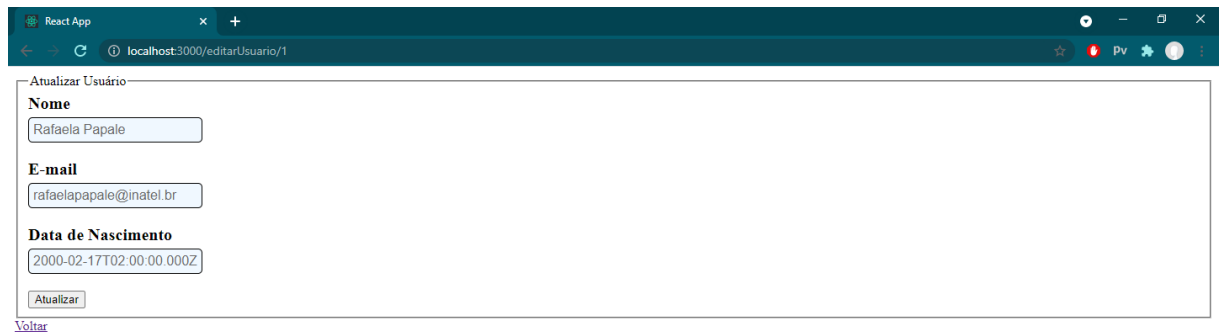 React App
localhost:3000/editarUsuario/1
Pv
Atualizar Usuário
Nome
Rafaela Papale
E-mail
rafaelapapale@inatel.br
Data de Nascimento
2000-02-17T02:00:00.000Z
Atualizar
Voltar